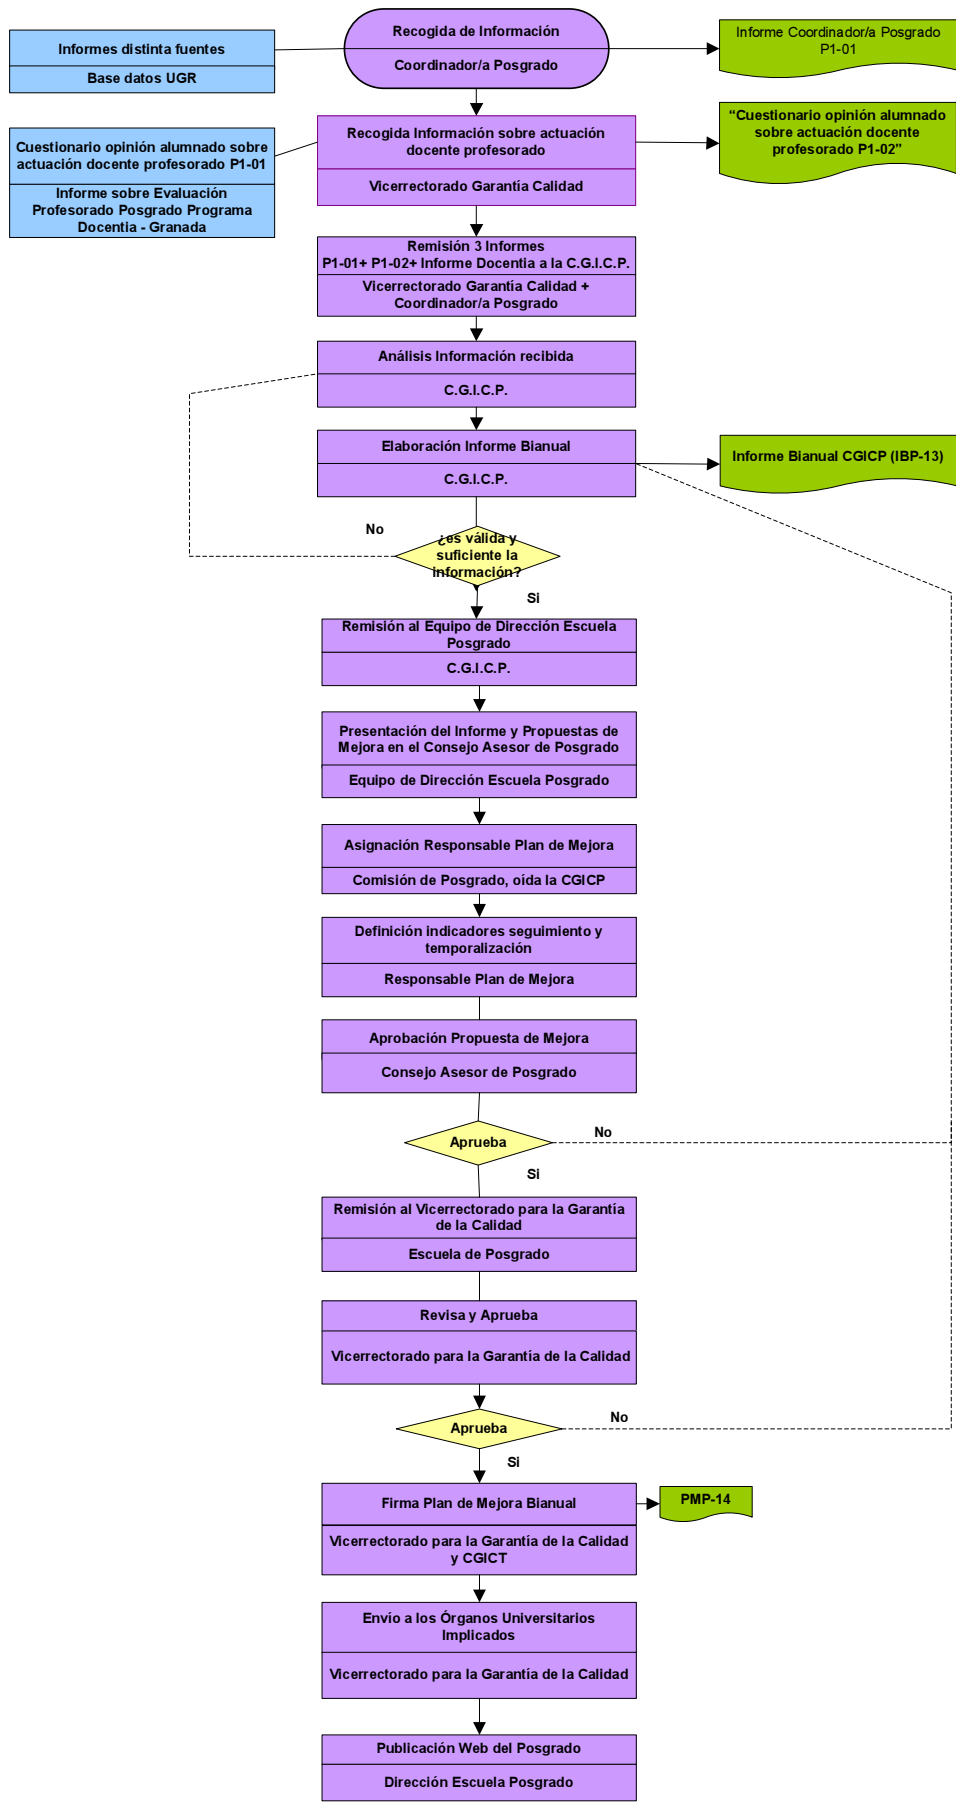 Informes distinta fuentes
Base datos UGR
Recogida de Información
Coordinador/a Posgrado
Informe Coordinador/a Posgrado
P1-01
Cuestionario opinión alumnado sobre
actuación docente profesorado P1-01
Informe sobre Evaluación
Profesorado Posgrado Programa
Docentia - Granada
Recogida Información sobre actuación
docente profesorado
Vicerrectorado Garantía Calidad
“Cuestionario opinión alumnado
sobre actuación docente
profesorado P1-02”
Remisión 3 Informes
P1-01+ P1-02+ Informe Docentia a la C.G.I.C.P.
Vicerrectorado Garantía Calidad +
Coordinador/a Posgrado
Análisis Información recibida
C.G.I.C.P.
Elaboración Informe Bianual
C.G.I.C.P.
Informe Bianual CGICP (IBP-13)
No
¿es válida y
suficiente la
información?
Si
Remisión al Equipo de Dirección Escuela
Posgrado
C.G.I.C.P.
Presentación del Informe y Propuestas de
Mejora en el Consejo Asesor de Posgrado
Equipo de Dirección Escuela Posgrado
Asignación Responsable Plan de Mejora
Comisión de Posgrado, oída la CGICP
Definición indicadores seguimiento y
temporalización
Responsable Plan de Mejora
Aprobación Propuesta de Mejora
Consejo Asesor de Posgrado
Aprueba
No
Si
Remisión al Vicerrectorado para la Garantía
de la Calidad
Escuela de Posgrado
Revisa y Aprueba
Vicerrectorado para la Garantía de la Calidad
Aprueba
No
Si
Firma Plan de Mejora Bianual
Vicerrectorado para la Garantía de la Calidad
y CGICT
PMP-14
Envío a los Órganos Universitarios
Implicados
Vicerrectorado para la Garantía de la Calidad
Publicación Web del Posgrado
Dirección Escuela Posgrado